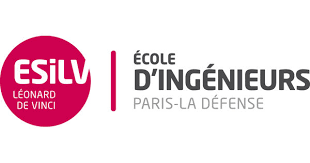 ESiLV
LÉONARD
DE VINCI
ÉCOLE
D'INGÉNIEURS
PARIS-LA DÉFENSE